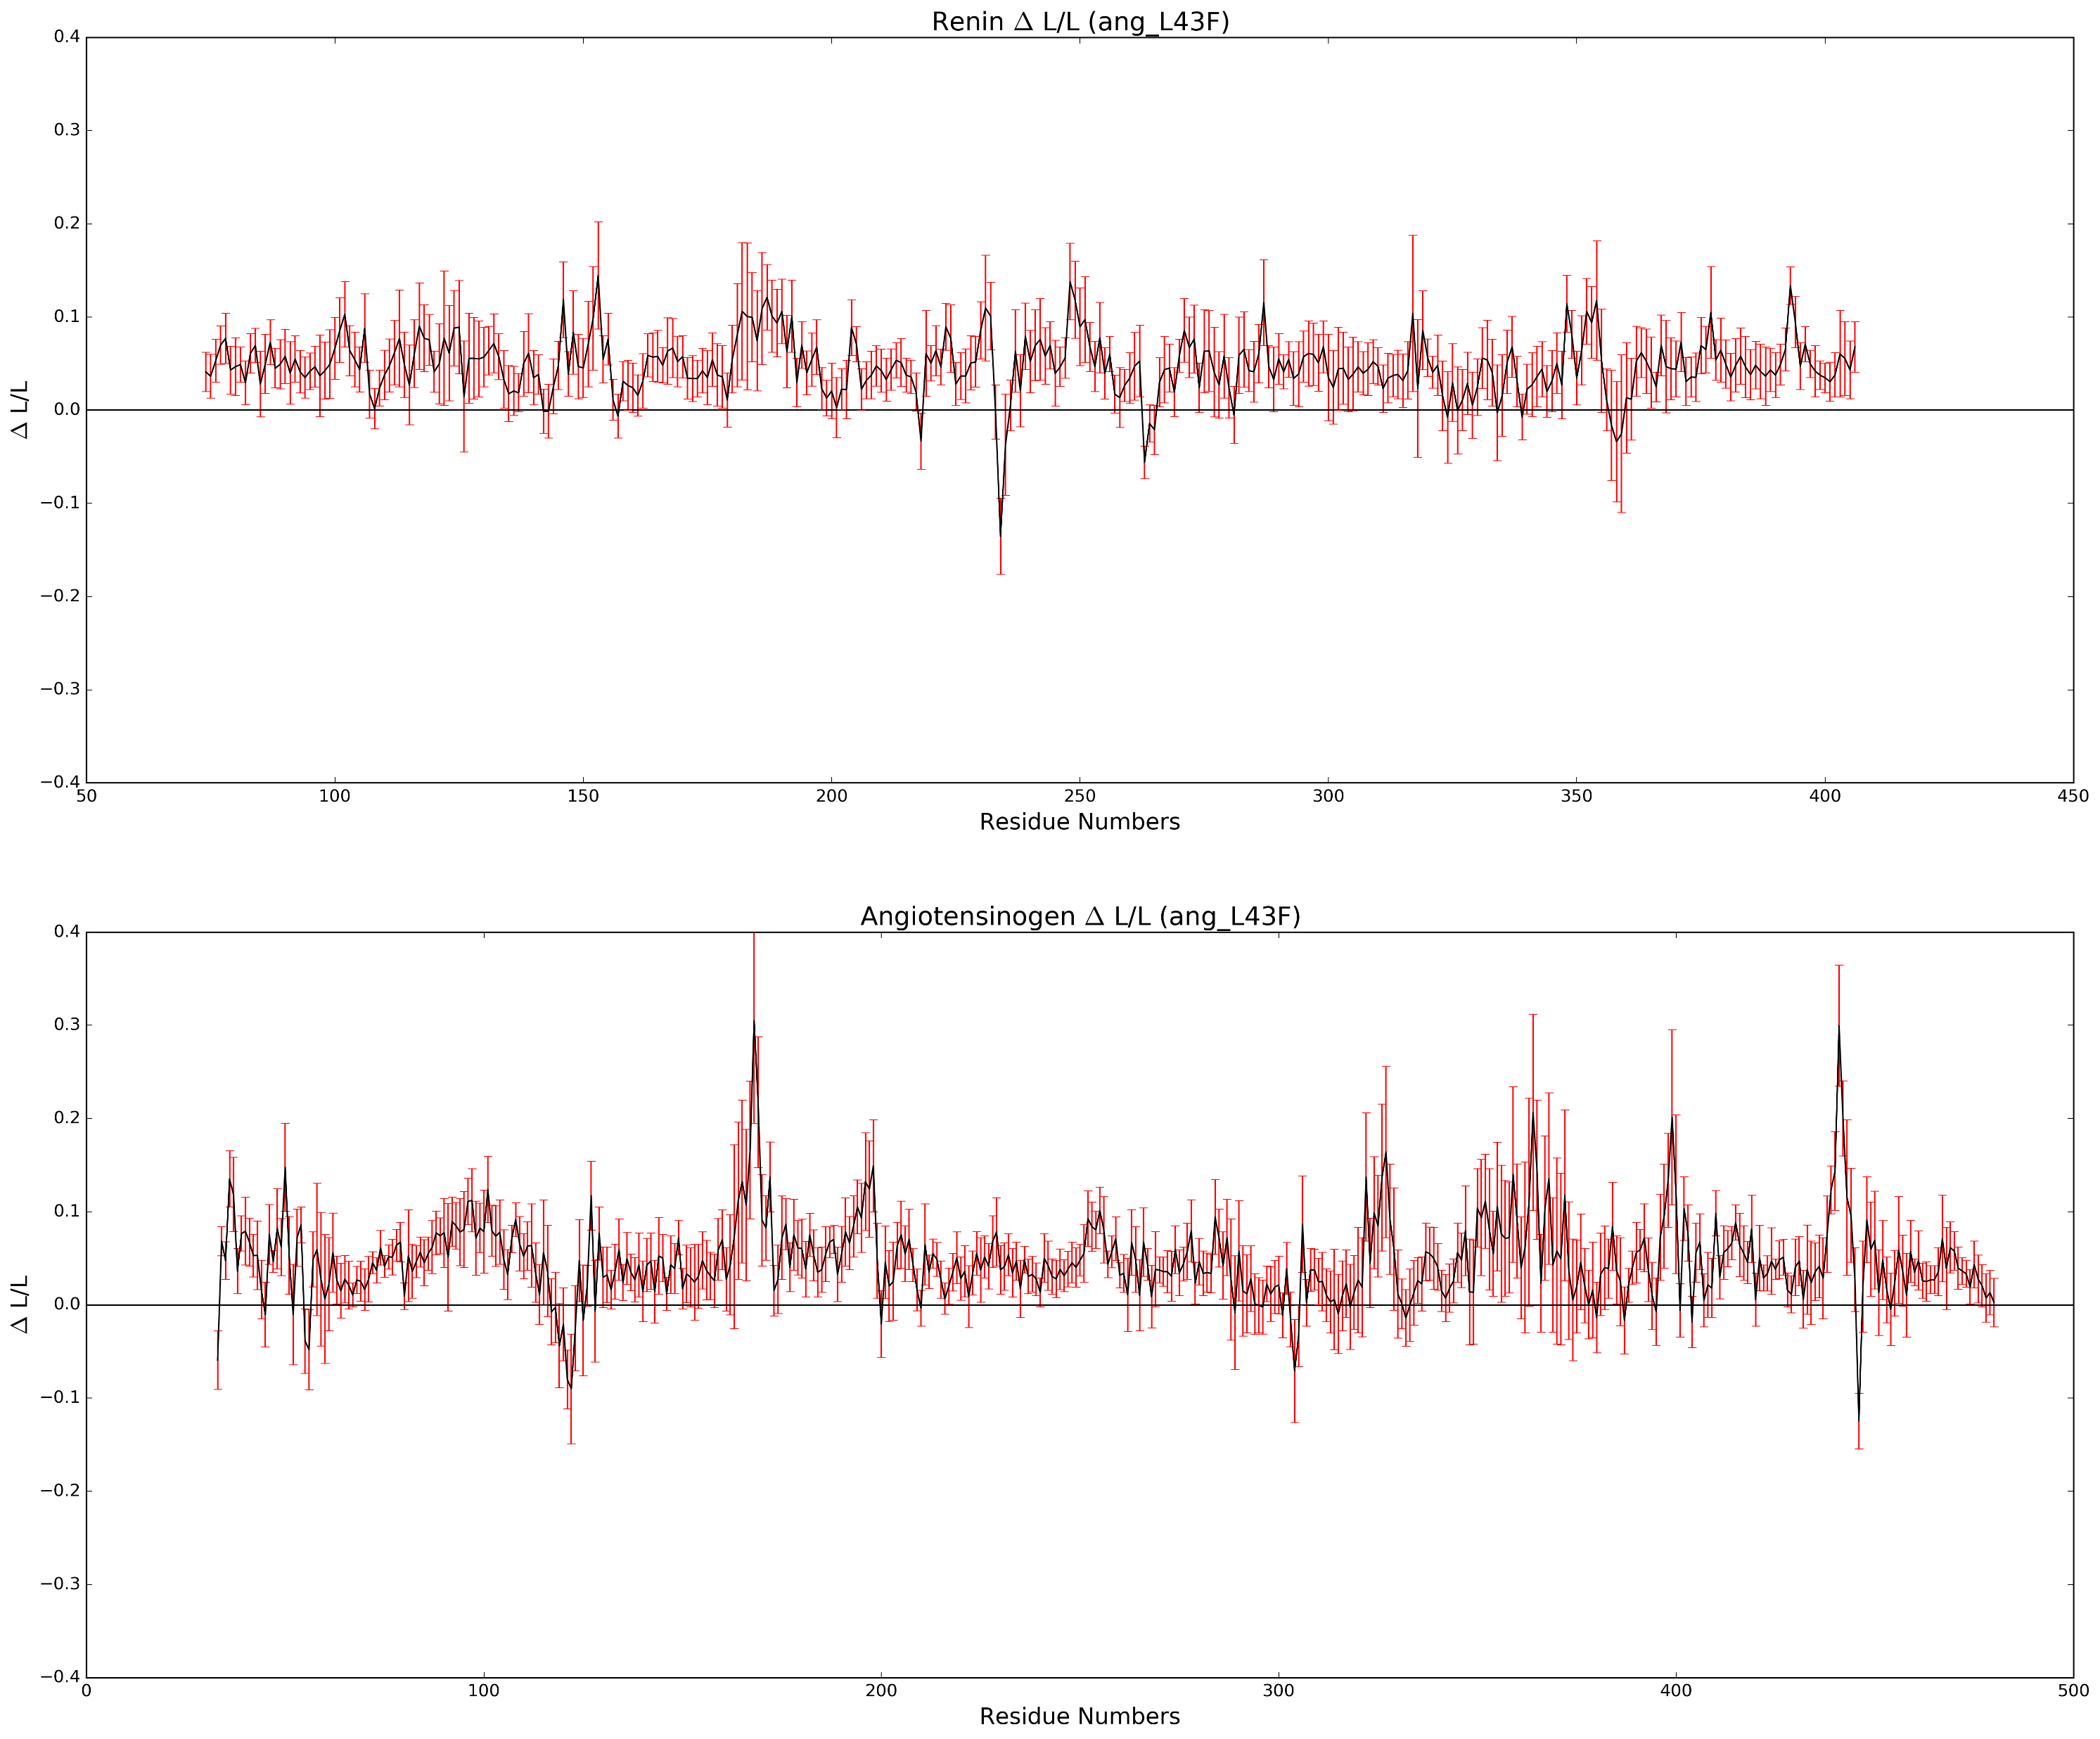 Renin Δ L/L (ang_L43F)
0.4
0.3
0.2
0.1
0.0
−0.1
−0.2
−0.3
−0.4
Δ L/L
50 100 150 200 250 300 350 400 450
Residue Numbers
Angiotensinogen Δ L/L (ang_L43F)
0.4
0.3
0.2
0.1
0.0
−0.1
−0.2
−0.3
−0.4
Δ L/L
0 100 200 300 400 500
Residue Numbers